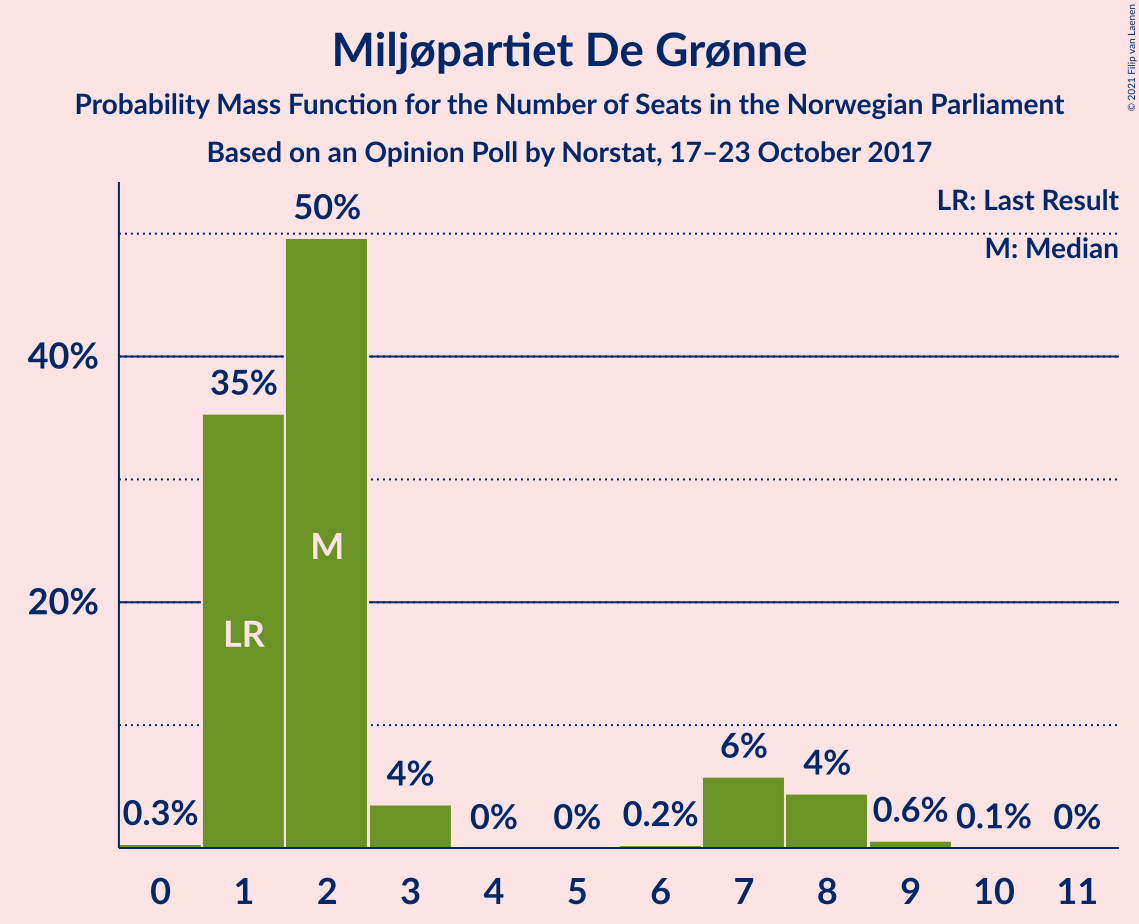 Miljøpartiet De Grønne
Probability Mass Function for the Number of Seats in the Norwegian Parliament
Based on an Opinion Poll by Norstat, 17–23 October 2017
© 2021 Filip van Laenen
LR: Last Result
M: Median
50%
40%
35%
M
20%
LR
6%
4%
4%
0.3%
0%
0%
0.2%
0.6%
0.1%
0%
0 1 2 3 4 5 6 7 8 9 10 11